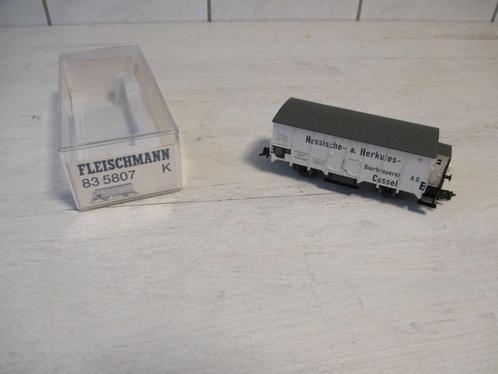 FLEISCHMANN
83 5807 K
Hessische- & Herkules-
Bierbrauerei
Cassel A.G.
E